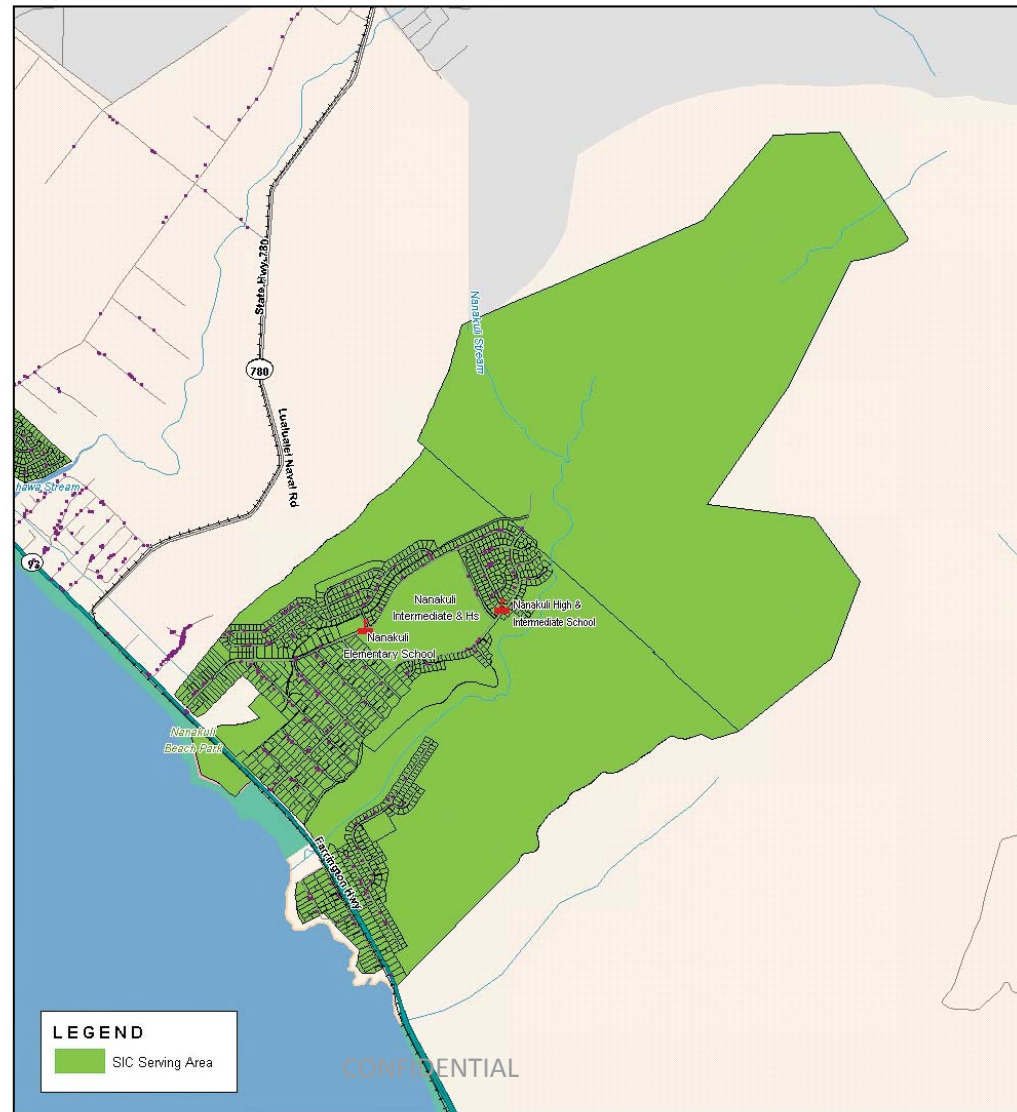 State Hwy 780
Nanakuli Stream
780
Lualualei Naval Rd
hawa Stream
93
Nanakuli
Intermediate & Hs
Nanakuli High &
Intermediate School
Nanakuli
Elementary School
Nanakuli
Beach Park
Farrington Hwy
LEGEND
SIC Serving Area
CONFIDENTIAL